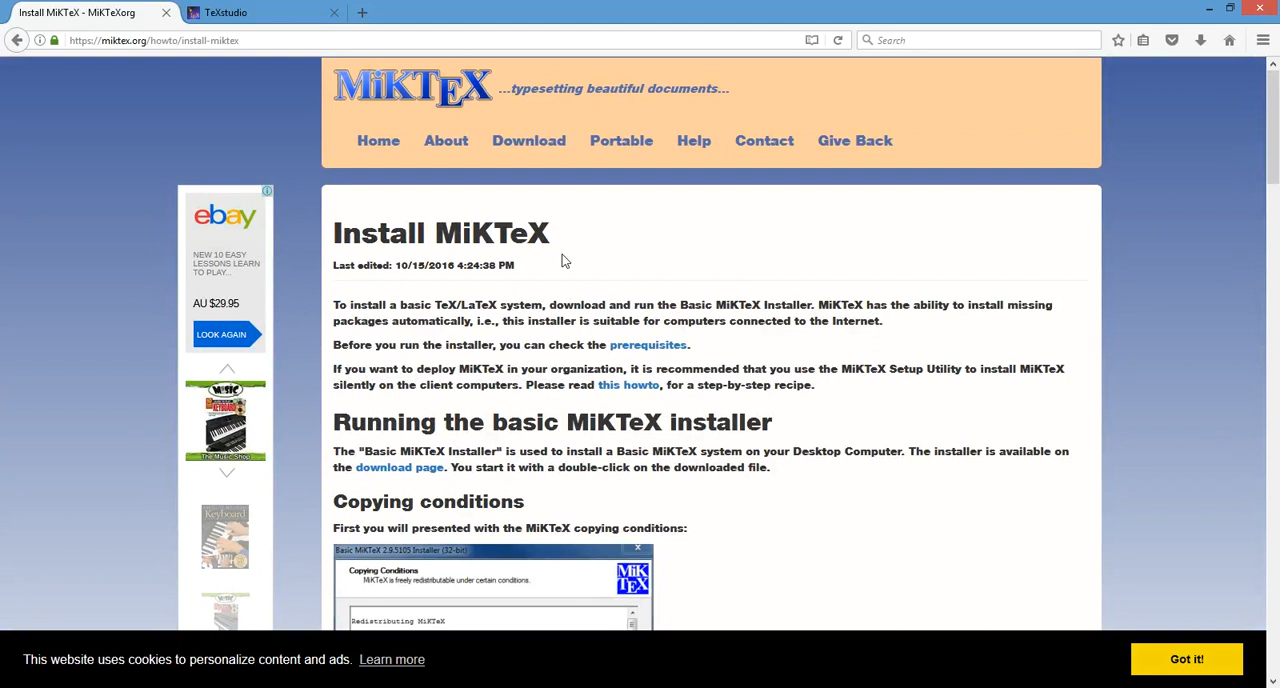 Install MiKTeX - MiKTeXorg
TeXstudio
https://miktex.org/howto/install-miktex
Search
MiKTeX
...typesetting beautiful documents...
Home
About
Download
Portable
Help
Contact
Give Back
ebay
NEW 10 EASY
LESSONS LEARN
TO PLAY...
AU $29.95
LOOK AGAIN
MUSIC
KEYBOARD
The Music Shop
Keyboard
Install MiKTeX
Last edited: 10/15/2016 4:24:38 PM
To install a basic TeX/LaTeX system, download and run the Basic MiKTeX Installer. MiKTeX has the ability to install missing
packages automatically, i.e., this installer is suitable for computers connected to the Internet.
Before you run the installer, you can check the prerequisites.
If you want to deploy MiKTeX in your organization, it is recommended that you use the MiKTeX Setup Utility to install MiKTeX
silently on the client computers. Please read this howto, for a step-by-step recipe.
Running the basic MiKTeX installer
The "Basic MiKTeX Installer" is used to install a Basic MiKTeX system on your Desktop Computer. The installer is available on
the download page. You start it with a double-click on the downloaded file.
Copying conditions
First you will presented with the MiKTeX copying conditions:
Basic MiKTeX 2.9.5105 Installer (32-bit)
Copying Conditions
MiKTeX is freely redistributable under certain conditions.
MiK
TEX
Redistributing MiKTeX
This website uses cookies to personalize content and ads. Learn more
Got it!